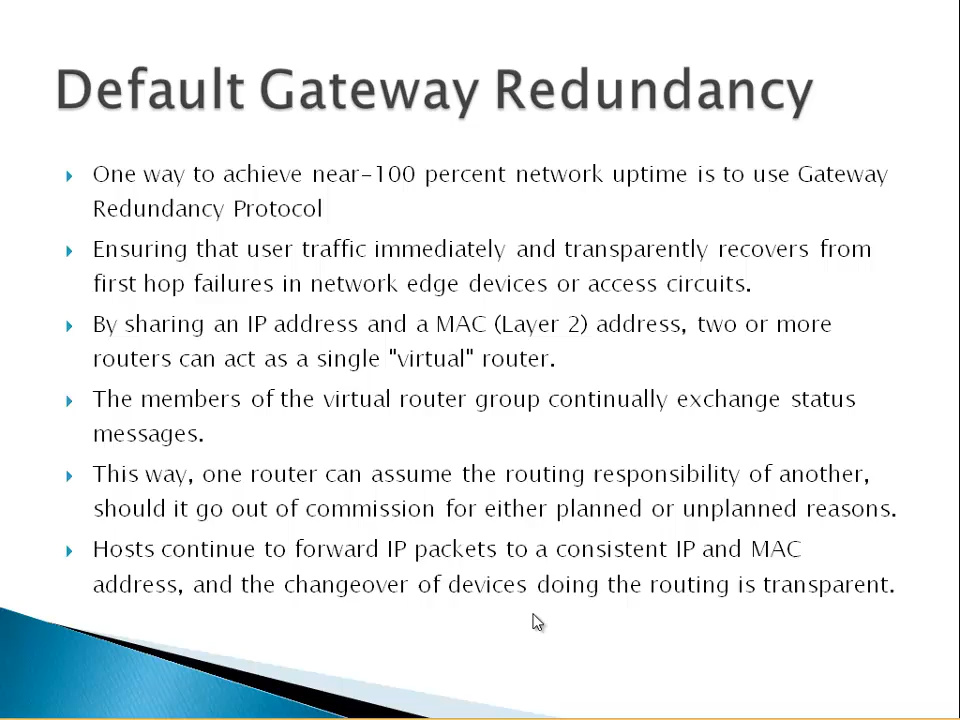 Default Gateway Redundancy
One way to achieve near-100 percent network uptime is to use Gateway
Redundancy Protocol
Ensuring that user traffic immediately and transparently recovers from
first hop failures in network edge devices or access circuits.
By sharing an IP address and a MAC (Layer 2) address, two or more
routers can act as a single "virtual" router.
The members of the virtual router group continually exchange status
messages.
This way, one router can assume the routing responsibility of another,
should it go out of commission for either planned or unplanned reasons.
Hosts continue to forward IP packets to a consistent IP and MAC
address, and the changeover of devices doing the routing is transparent.